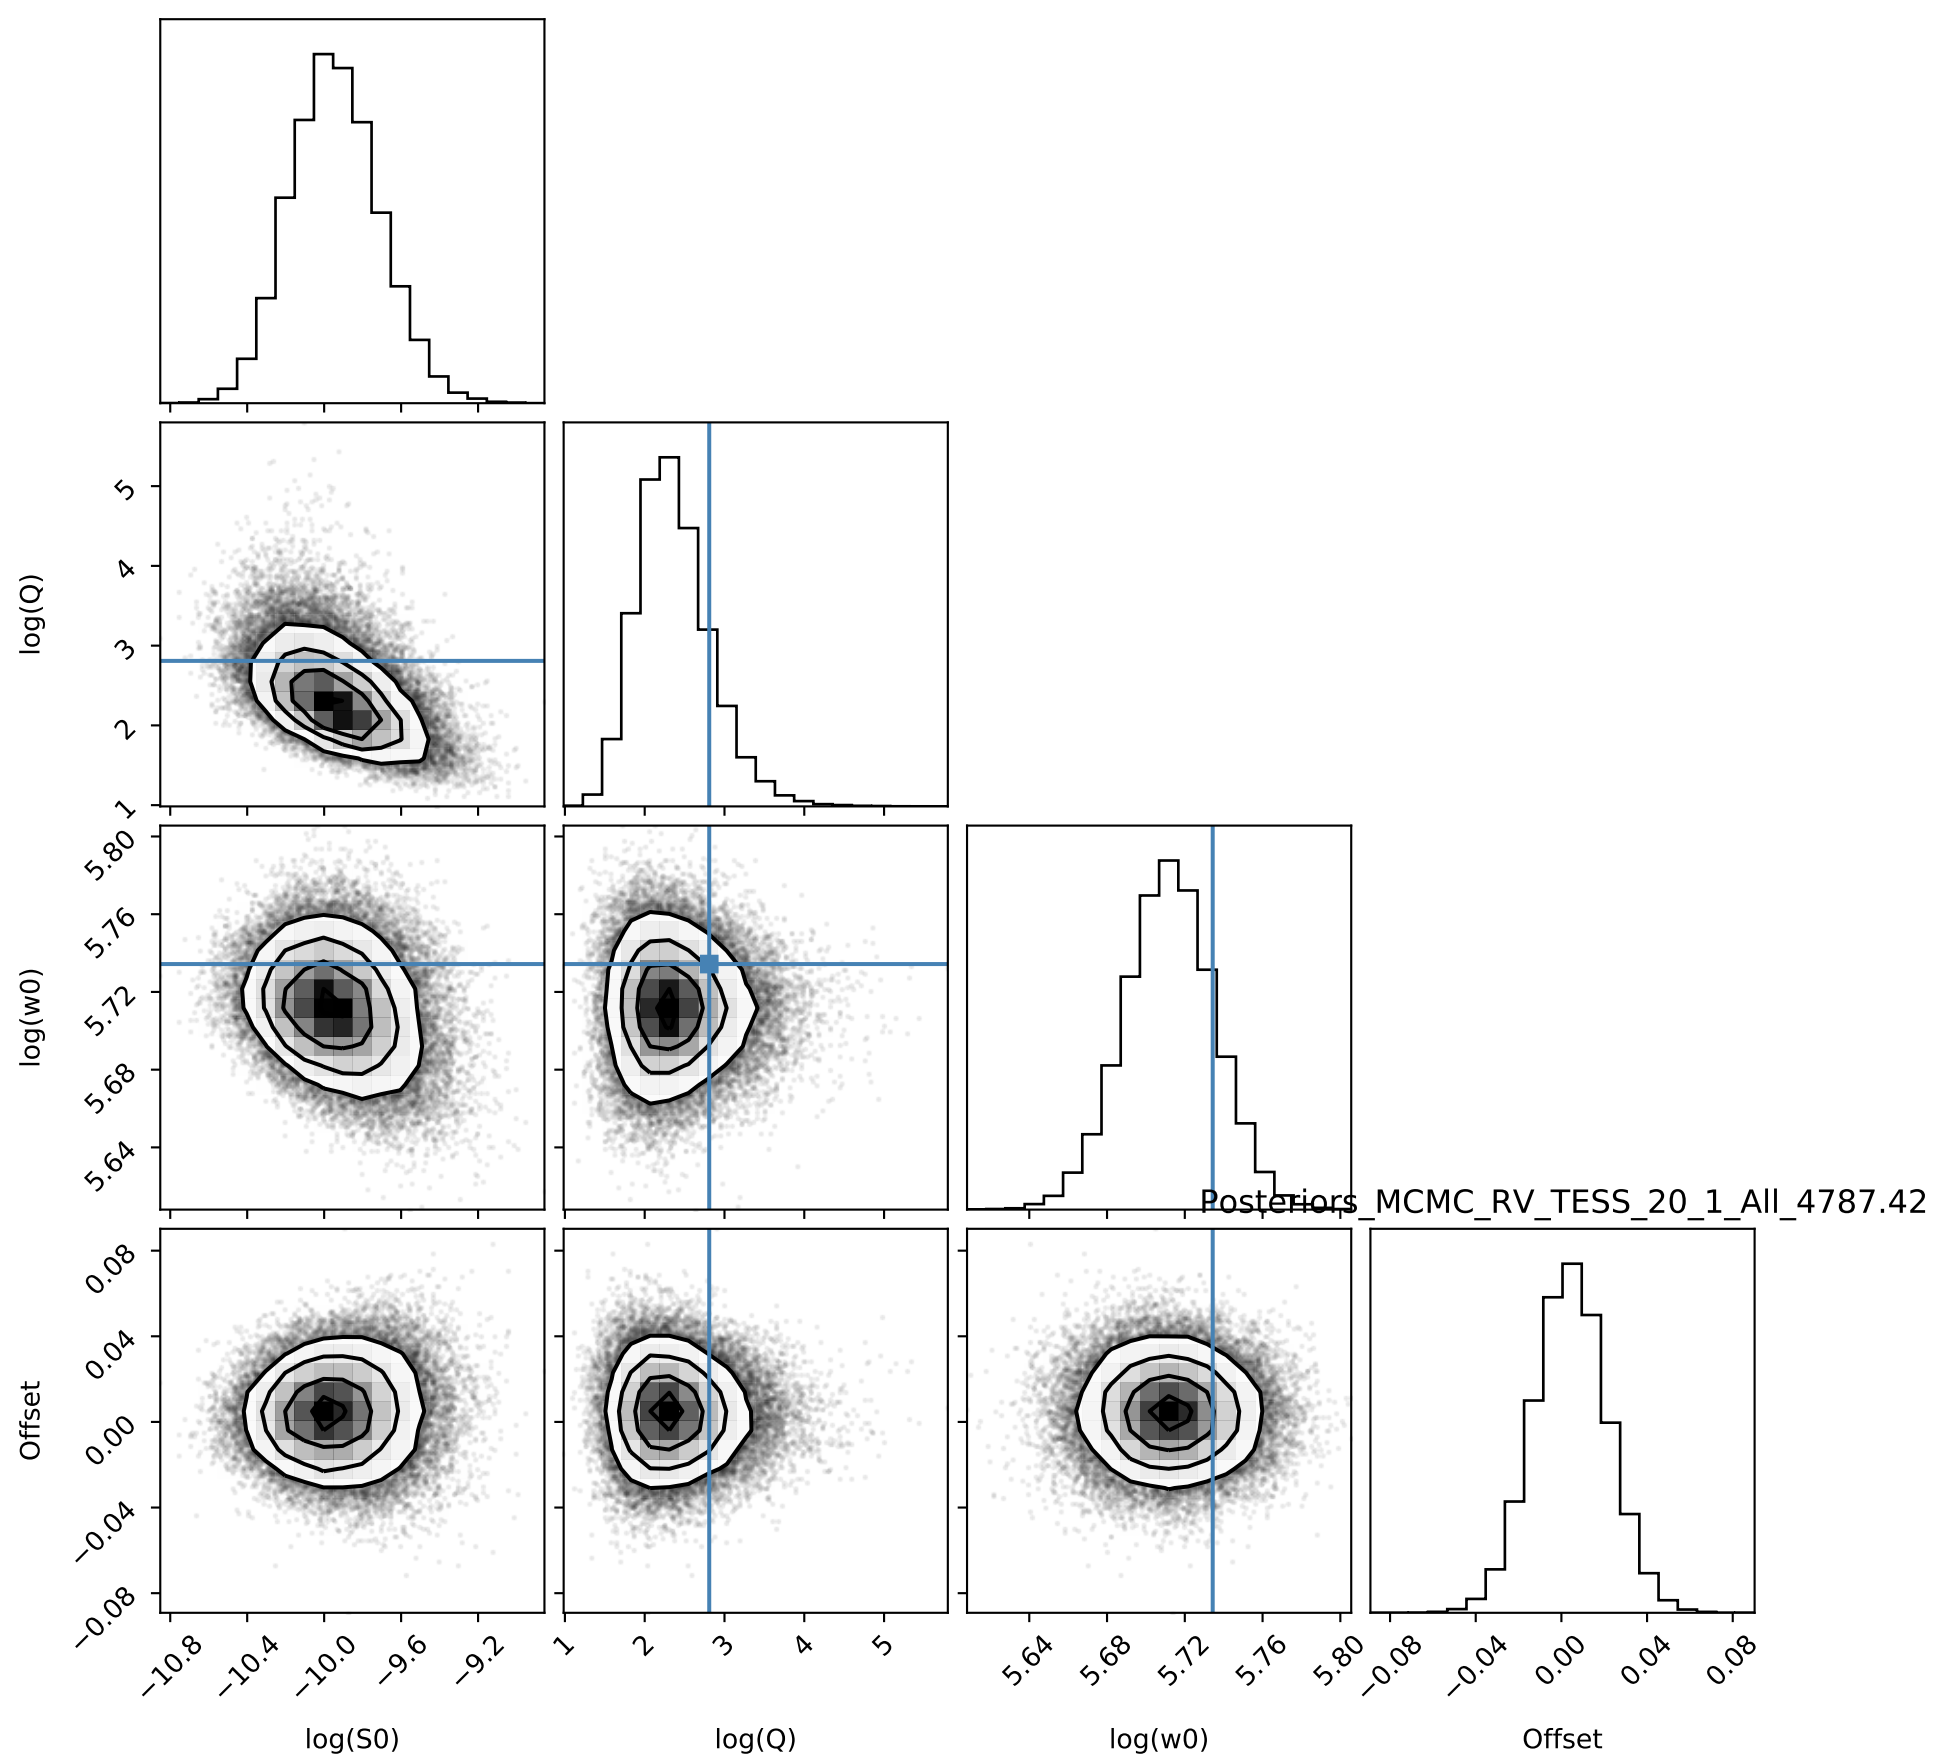 log(Q)
5
4
3
2
1
log(w0)
5.80
5.76
5.72
5.68
5.64
Posteriors_MCMC_RV_TESS_20_1_All_4787.42
Offset
0.08
0.04
0.00
−0.04
−0.08
−10.8 −10.4 −10.0 −9.6 −9.2 1 2 3 4 5 5.64 5.68 5.72 5.76 5.80 −0.08 −0.04 0.00 0.04 0.08
log(S0) log(Q) log(w0) Offset